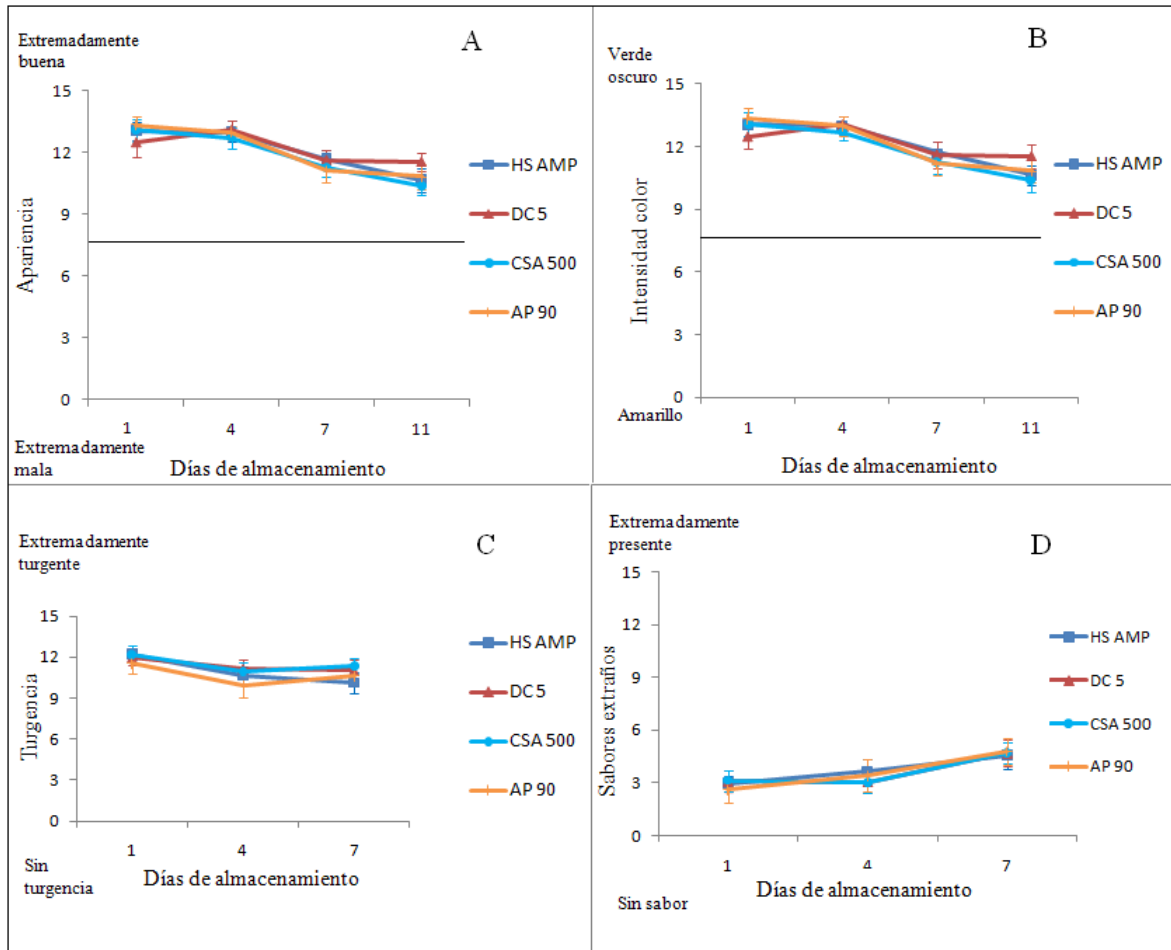 A
Extremadamente
buena
Apariencia
15
12
9
6
3
0
1 4 7 11
Extremadamente
mala
Días de almacenamiento
HS AMP
DC 5
CSA 500
AP 90
B
Verde
oscuro
Intensidad color
15
12
9
6
3
0
Amarillo
1 4 7 11
Días de almacenamiento
HS AMP
DC 5
CSA 500
AP 90
C
Extremadamente
turgente
Turgencia
15
12
9
6
3
0
1 4 7
Sin
turgencia
Días de almacenamiento
HS AMP
DC 5
CSA 500
AP 90
D
Extremadamente
presente
Sabores extraños
15
12
9
6
3
0
1 4 7
Días de almacenamiento
Sin sabor
HS AMP
DC 5
CSA 500
AP 90